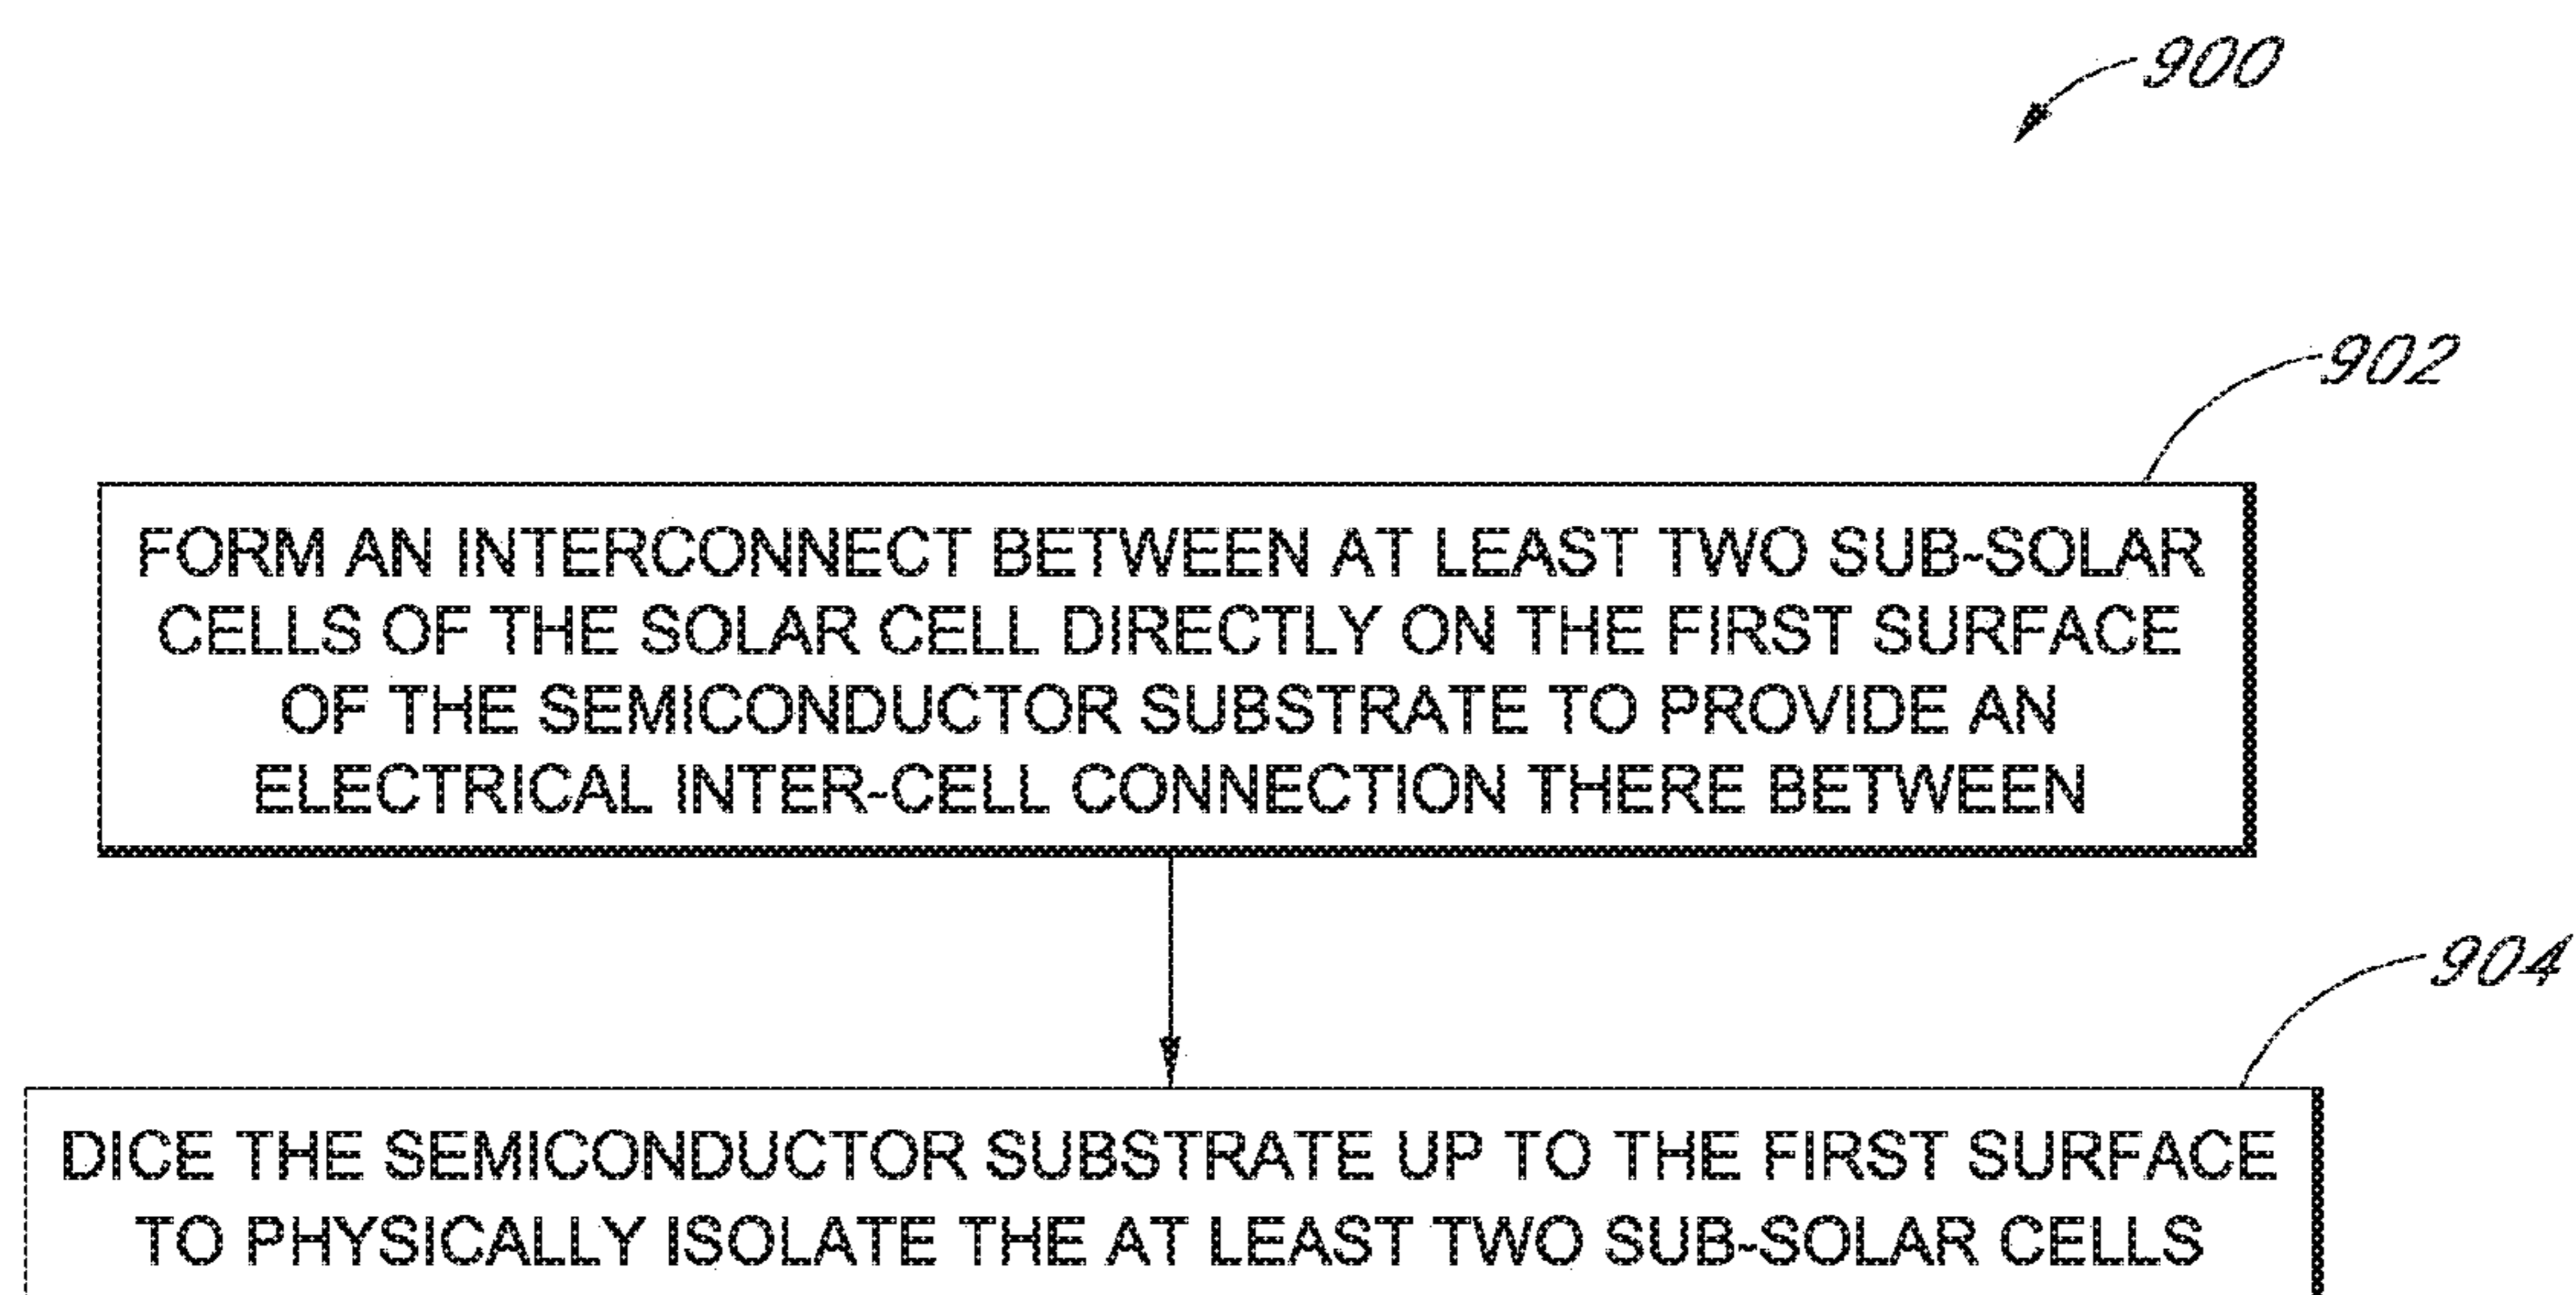 900
902
FORM AN INTERCONNECT BETWEEN AT LEAST TWO SUB-SOLAR
CELLS OF THE SOLAR CELL DIRECTLY ON THE FIRST SURFACE
OF THE SEMICONDUCTOR SUBSTRATE TO PROVIDE AN
ELECTRICAL INTER-CELL CONNECTION THERE BETWEEN
904
DICE THE SEMICONDUCTOR SUBSTRATE UP TO THE FIRST SURFACE
TO PHYSICALLY ISOLATE THE AT LEAST TWO SUB-SOLAR CELLS